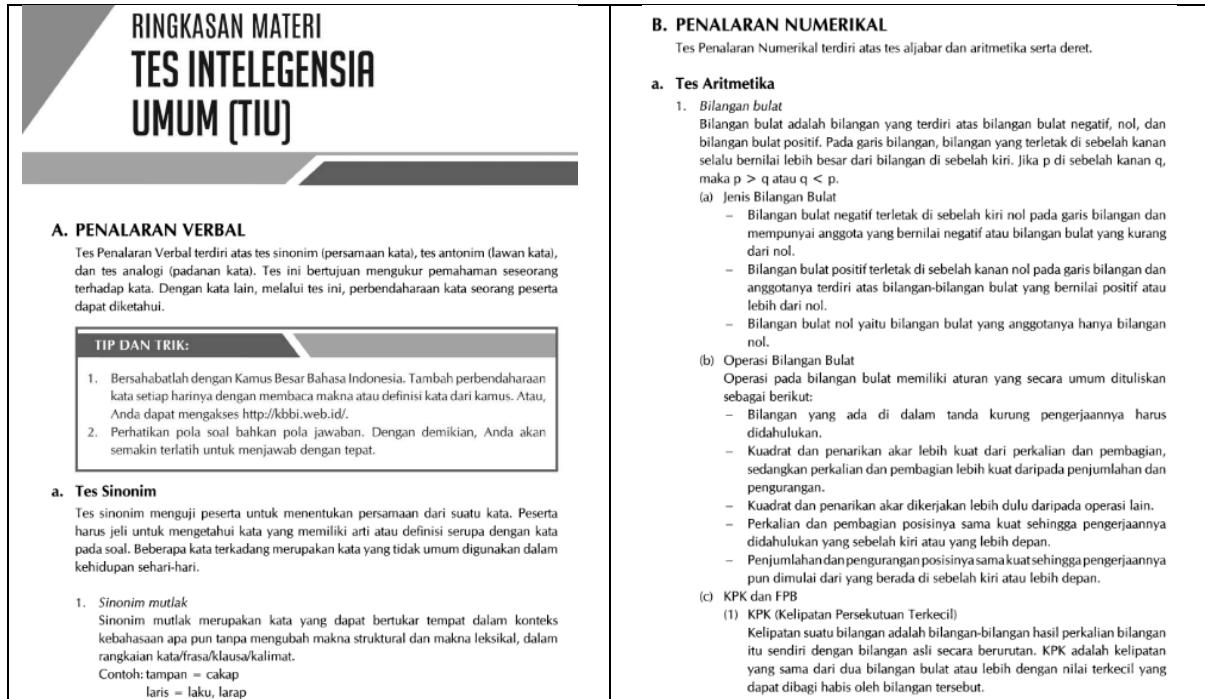 RINGKASAN MATERI
TES INTELEGENSIA
UMUM (TIU)
A. PENALARAN VERBAL
Tes Penalaran Verbal terdiri atas tes sinonim (persamaan kata), tes antonim (lawan kata),
dan tes analogi (padanan kata). Tes ini bertujuan mengukur pemahaman seseorang
terhadap kata. Dengan kata lain, melalui tes ini, perbendaharaan kata seorang peserta
dapat diketahui.
TIP DAN TRIK:
1. Bersahabatlah dengan Kamus Besar Bahasa Indonesia. Tambah perbendaharaan
kata setiap harinya dengan membaca makna atau definisi kata dari kamus. Atau,
Anda dapat mengakses http://kbbi.web.id/.
2. Perhatikan pola soal bahkan pola jawaban. Dengan demikian, Anda akan
semakin terlatih untuk menjawab dengan tepat.
a. Tes Sinonim
Tes sinonim menguji peserta untuk menentukan persamaan dari suatu kata. Peserta
harus jeli untuk mengetahui kata yang memiliki arti atau definisi serupa dengan kata
pada soal. Beberapa kata terkadang merupakan kata yang tidak umum digunakan dalam
kehidupan sehari-hari.
1. Sinonim mutlak
Sinonim mutlak merupakan kata yang dapat bertukar tempat dalam konteks
kebahasaan apa pun tanpa mengubah makna struktural dan makna leksikal, dalam
rangkaian kata/frasa/klausa/kalimat.
Contoh: tampan = cakap
laris = laku, larap
B. PENALARAN NUMERIKAL
Tes Penalaran Numerikal terdiri atas tes aljabar dan aritmetika serta deret.
a. Tes Aritmetika
1. Bilangan bulat
Bilangan bulat adalah bilangan yang terdiri atas bilangan bulat negatif, nol, dan
bilangan bulat positif. Pada garis bilangan, bilangan yang terletak di sebelah kanan
selalu bernilai lebih besar dari bilangan di sebelah kiri. Jika p di sebelah kanan q,
maka p > q atau q < p.
(a) Jenis Bilangan Bulat
– Bilangan bulat negatif terletak di sebelah kiri nol pada garis bilangan dan
mempunyai anggota yang bernilai negatif atau bilangan bulat yang kurang
dari nol.
– Bilangan bulat positif terletak di sebelah kanan nol pada garis bilangan dan
anggotanya terdiri atas bilangan-bilangan bulat yang bernilai positif atau
lebih dari nol.
– Bilangan bulat nol yaitu bilangan bulat yang anggotanya hanya bilangan
nol.
(b) Operasi Bilangan Bulat
Operasi pada bilangan bulat memiliki aturan yang secara umum dituliskan
sebagai berikut:
– Bilangan yang ada di dalam tanda kurung pengerjaannya harus
didahulukan.
– Kuadrat dan penarikan akar lebih kuat dari perkalian dan pembagian,
sedangkan perkalian dan pembagian lebih kuat daripada penjumlahan dan
pengurangan.
– Kuadrat dan penarikan akar dikerjakan lebih dulu daripada operasi lain.
– Perkalian dan pembagian posisinya sama kuat sehingga pengerjaannya
didahulukan yang sebelah kiri atau yang lebih depan.
– Penjumlahan dan pengurangan posisinya sama kuat sehingga pengerjaannya
pun dimulai dari yang berada di sebelah kiri atau lebih depan.
(c) KPK dan FPB
(1) KPK (Kelipatan Persekutuan Terkecil)
Kelipatan suatu bilangan adalah bilangan-bilangan hasil perkalian bilangan
itu sendiri dengan bilangan asli secara berurutan. KPK adalah kelipatan
yang sama dari dua bilangan bulat atau lebih dengan nilai terkecil yang
dapat dibagi habis oleh bilangan tersebut.